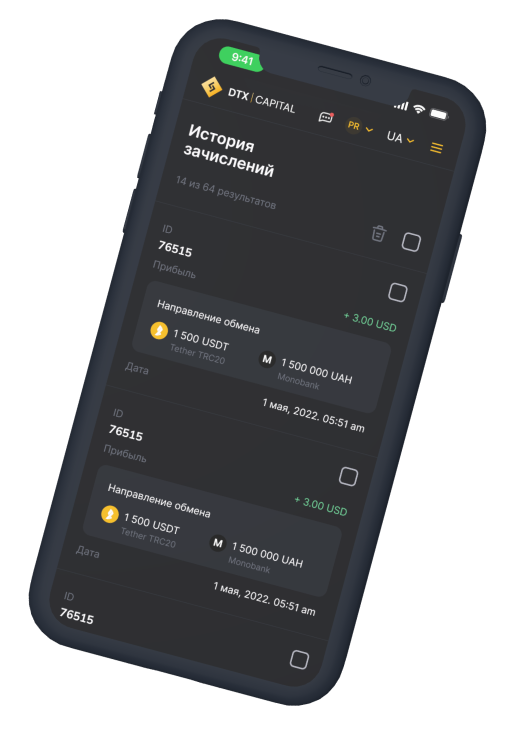 9:41
DTX | CAPITAL
PR
UA
История
зачислений
14 из 64 результатов
ID
76515
Прибыль
+ 3.00 USD
Направление обмена
1 500 USDT
Tether TRC20
M
1 500 000 UAH
Monobank
Дата
1 мая, 2022. 05:51 am
ID
76515
Прибыль
+ 3.00 USD
Направление обмена
1 500 USDT
Tether TRC20
M
1 500 000 UAH
Monobank
Дата
1 мая, 2022. 05:51 am
ID
76515